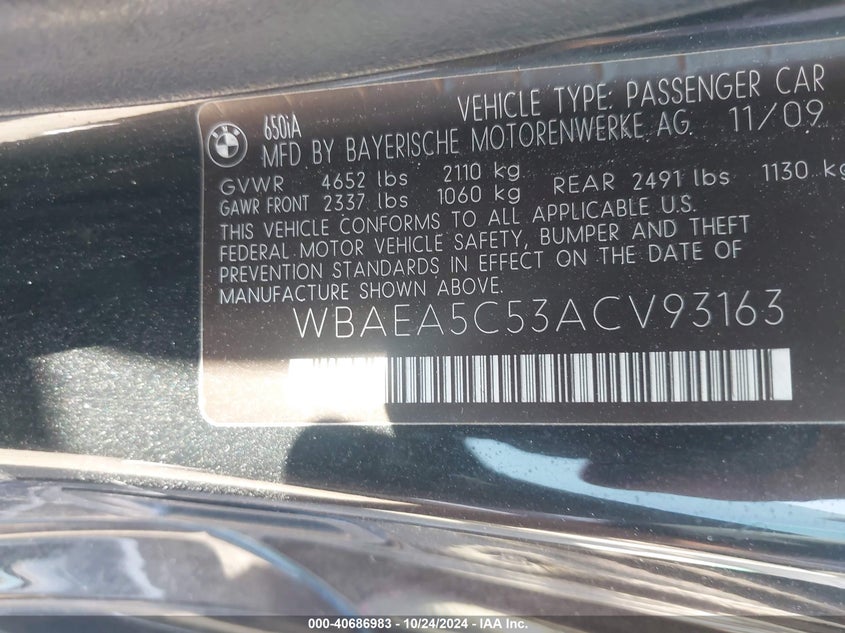 650iA
VEHICLE TYPE: PASSENGER CAR
MFD BY BAYERISCHE MOTORENWERKE AG 11/09
GVWR 4652 lbs 2110 kg
GAWR FRONT 2337 lbs 1060 kg REAR 2491 lbs 1130 kg
THIS VEHICLE CONFORMS TO ALL APPLICABLE U.S.
FEDERAL MOTOR VEHICLE SAFETY, BUMPER AND THEFT
PREVENTION STANDARDS IN EFFECT ON THE DATE OF
MANUFACTURE SHOWN ABOVE.
WBAEA5C53ACV93163
000-40686983 - 10/24/2024 - IAA Inc.